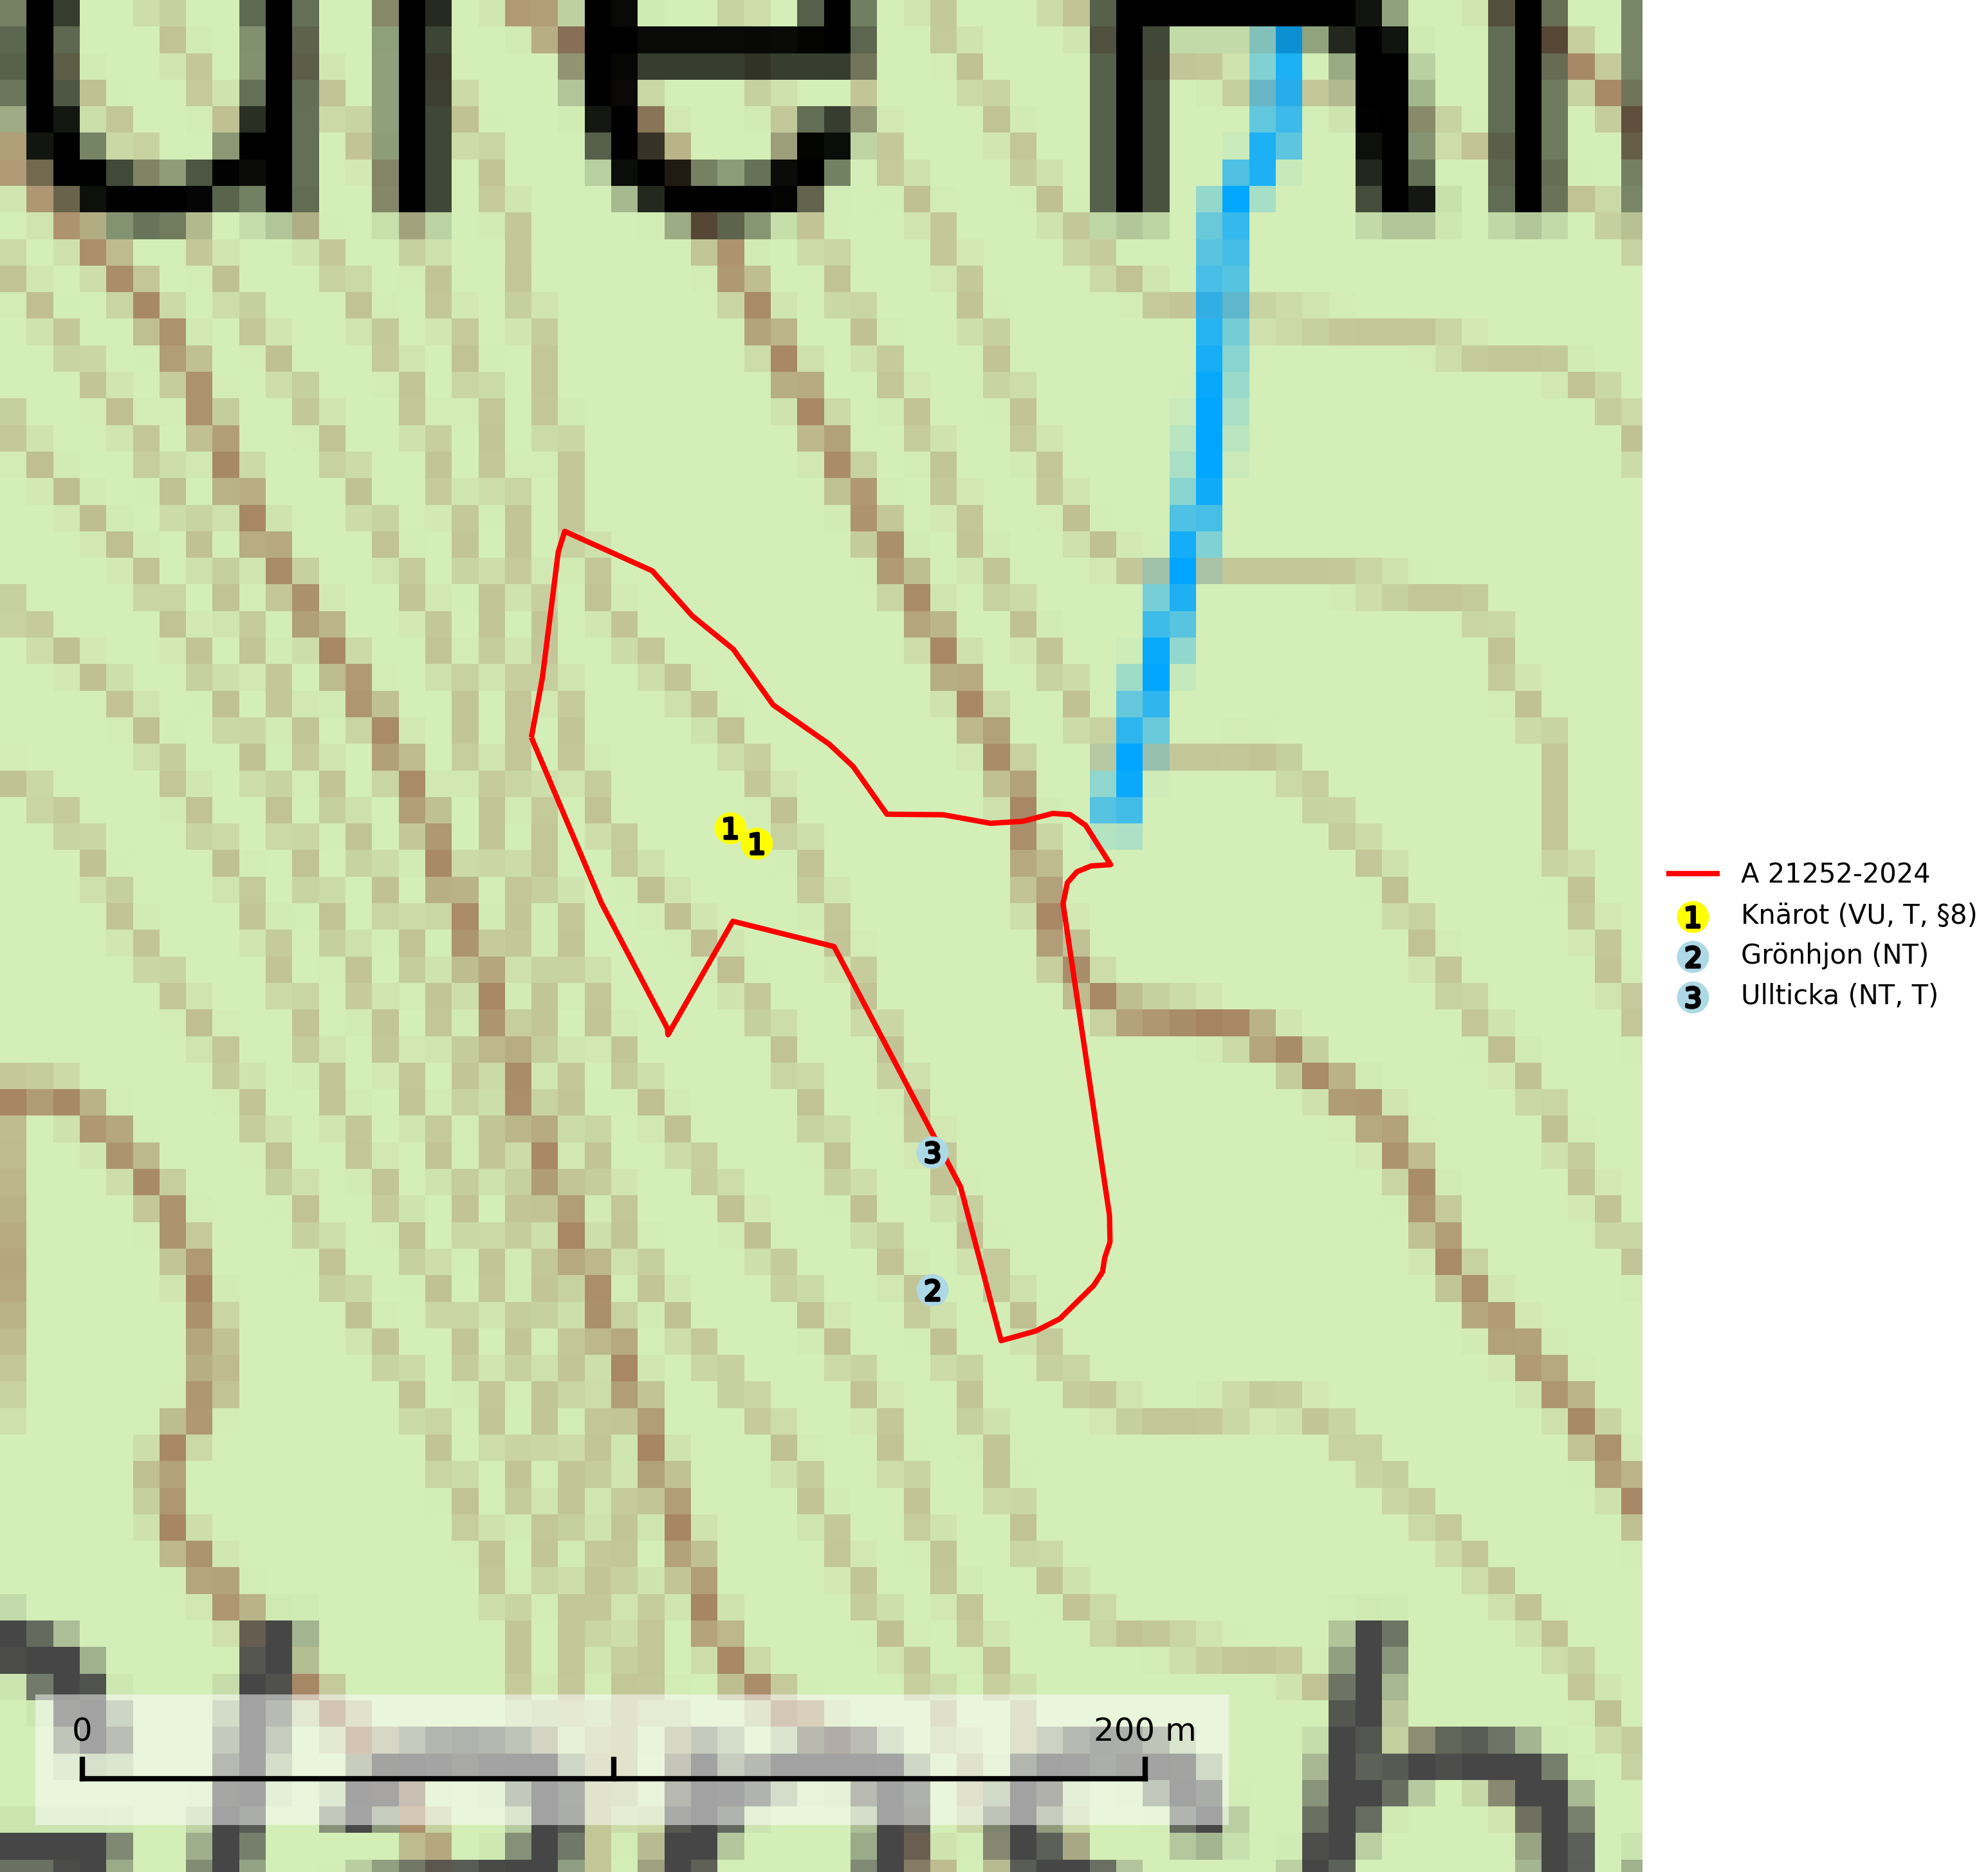 1
1
3
2
0 200 m
A 21252-2024
1 Knärot (VU, T, §8)
2 Grönhjon (NT)
3 Ullticka (NT, T)